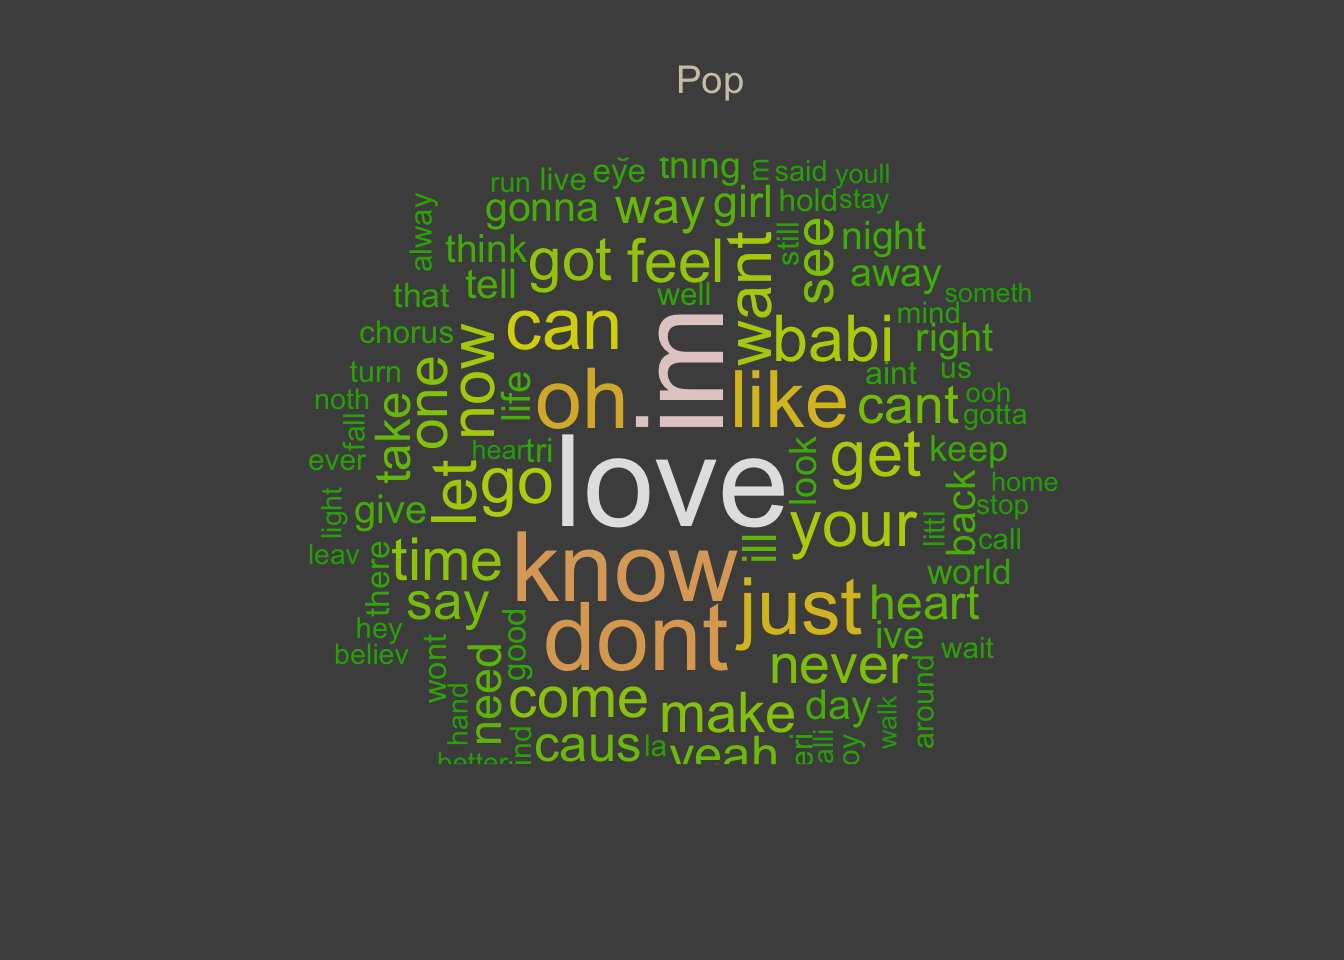 Pop
run live eye thing said youll
gonna way girl hold stay
alway think got feel want still see night
tell away
that well someth
chorus can im mind
now babi right
turn one life oh. like aint us
noth take cant ooh
fall gotta
ever let heart tri love look get keep
go home
light give back stop
your littl call
leav there time know ill world
say just heart
hey good dont ive wait
believ wont need never around
hand come make day walk
caus la yeah alli
better